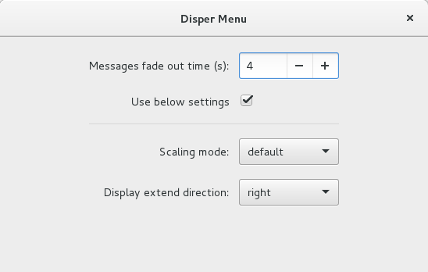 Disper Menu
Messages fade out time (s): 4
Use below settings
Scaling mode: default
Display extend direction: right